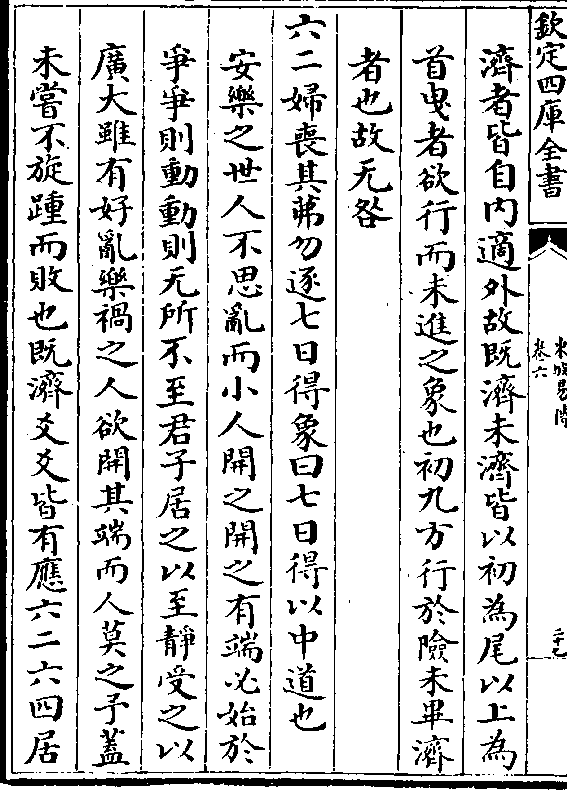 欽定四庫全書
卷六
濟者皆自内適外故既濟未濟皆以初為尾以上為
首曳者欲行而未進之象也初九方行於險未畢濟
者也故无咎
六二婦喪其茀勿逐七日得象曰七日得以中道也
安樂之世人不思亂而小人開之開之有端必始於
爭爭則動動則无所不至君子居之以至靜受之以
廣大雖有好亂樂禍之人欲開其端而人莫之予蓋
未嘗不旋踵而敗也既濟爻爻皆有應六二六四居